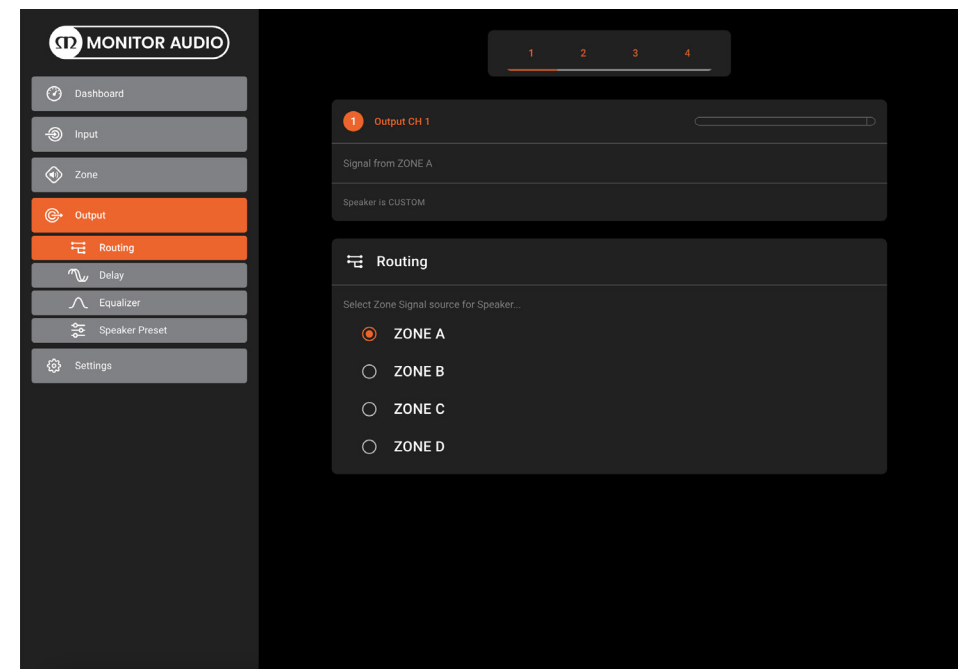 MONITOR AUDIO
Dashboard
Input
Zone
Output
Routing
Delay
Equalizer
Speaker Preset
Settings
1 2 3 4
1 Output CH 1
Signal from ZONE A
Speaker is CUSTOM
Routing
Select Zone Signal source for Speaker...
ZONE A
ZONE B
ZONE C
ZONE D